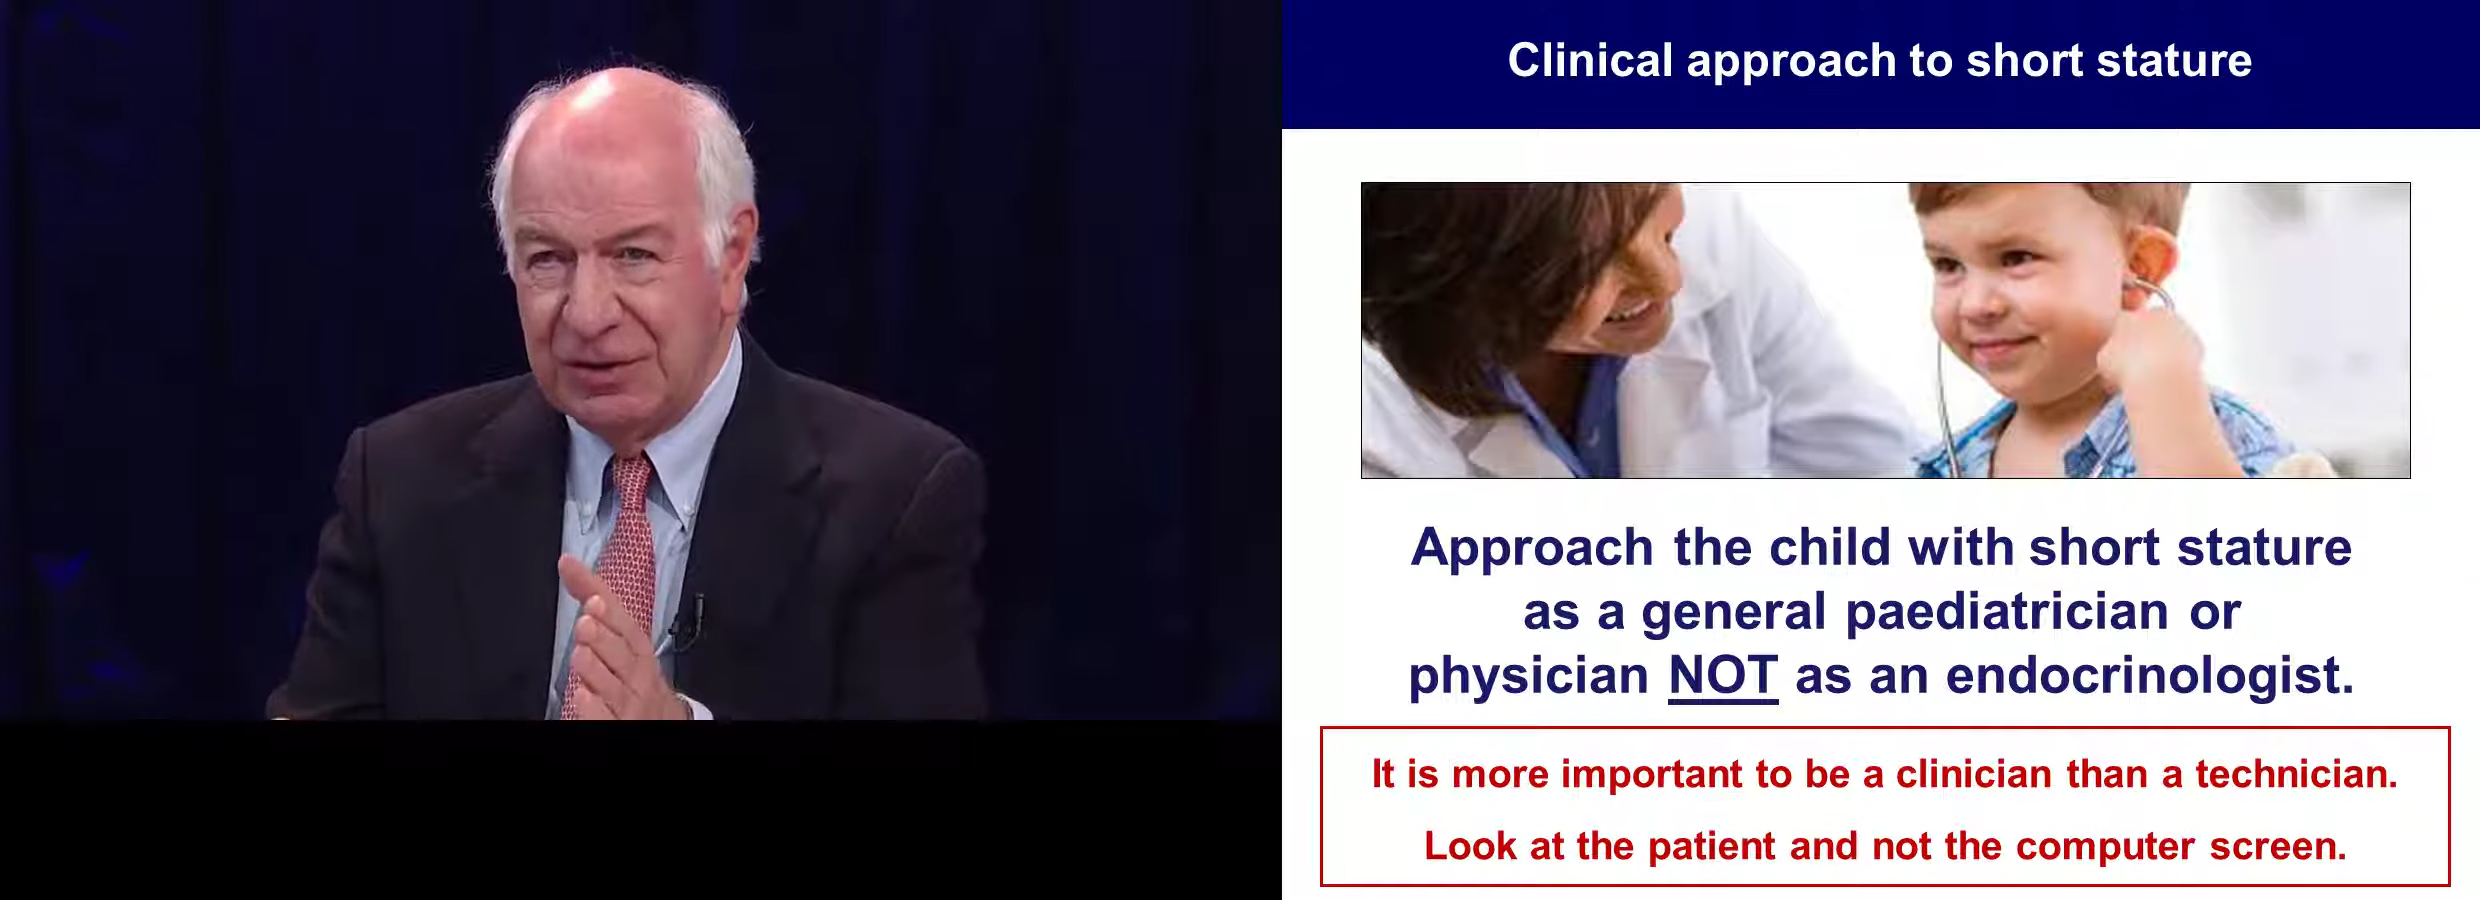 Clinical approach to short stature
Approach the child with short stature
as a general paediatrician or
physician NOT as an endocrinologist.
It is more important to be a clinician than a technician.
Look at the patient and not the computer screen.